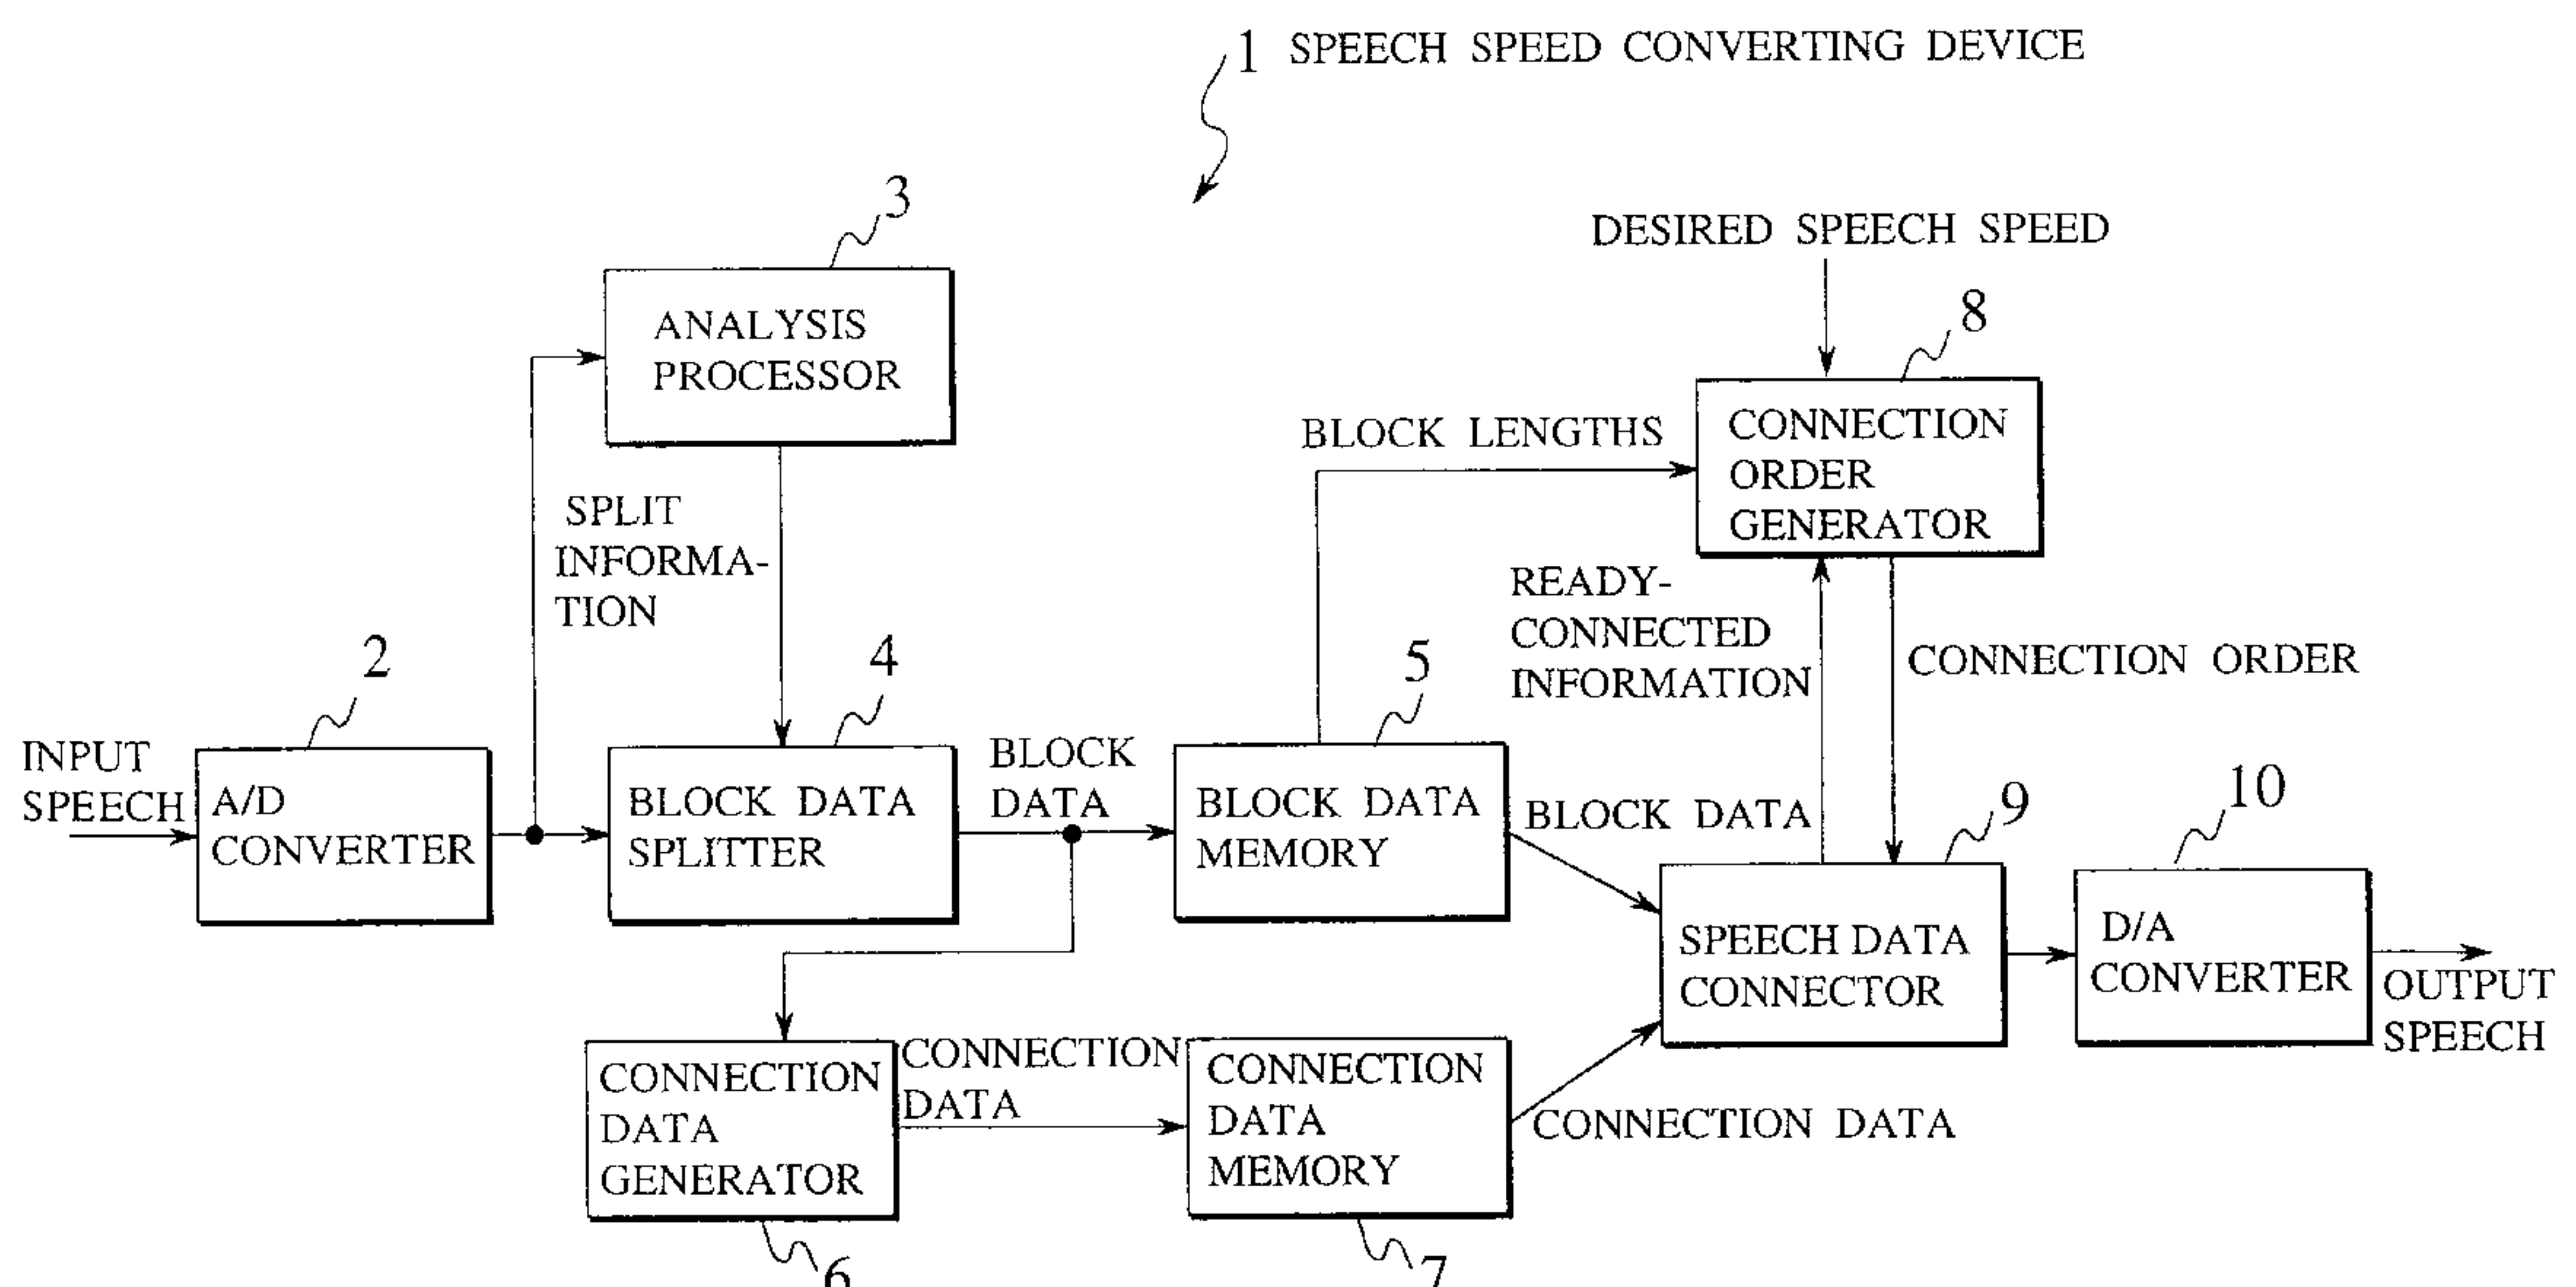 1 SPEECH SPEED CONVERTING DEVICE
3
DESIRED SPEECH SPEED
ANALYSIS
PROCESSOR
8
BLOCK LENGTHS
CONNECTION
ORDER
GENERATOR
SPLIT
INFORMA-
TION
READY-
CONNECTED
INFORMATION
CONNECTION ORDER
2
4
5
INPUT
SPEECH
A/D
CONVERTER
BLOCK DATA
SPLITTER
BLOCK
DATA
BLOCK DATA
MEMORY
BLOCK DATA
9
10
SPEECH DATA
CONNECTOR
D/A
CONVERTER
OUTPUT
SPEECH
CONNECTION
DATA
GENERATOR
CONNECTION
DATA
CONNECTION
DATA
MEMORY
CONNECTION DATA
6
7